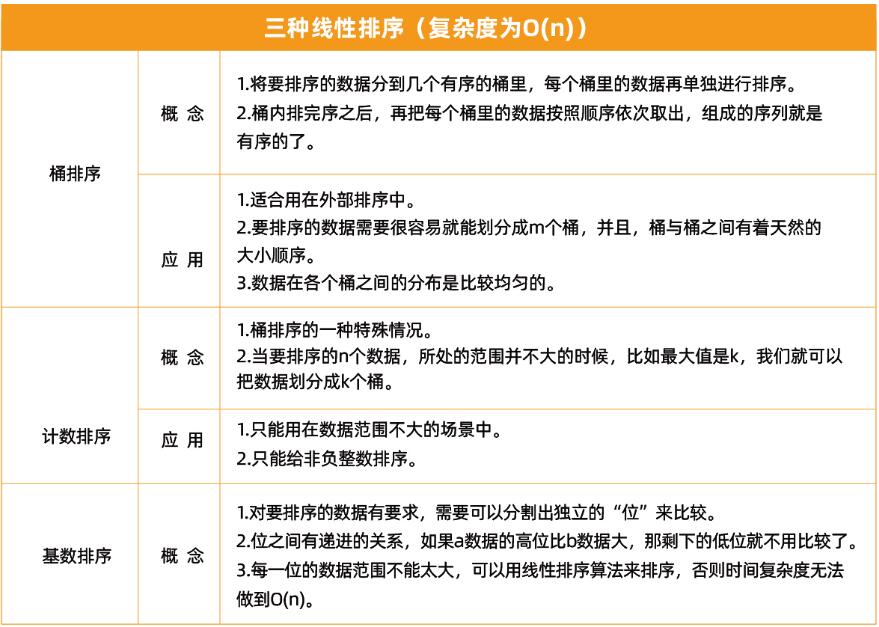 三种线性排序（复杂度为O(n)）
桶排序
概 念
1.将要排序的数据分到几个有序的桶里，每个桶里的数据再单独进行排序。
2.桶内排完序之后，再把每个桶里的数据按照顺序依次取出，组成的序列就是
有序的了。
应 用
1.适合用在外部排序中。
2.要排序的数据需要很容易就能划分成m个桶，并且，桶与桶之间有着天然的
大小顺序。
3.数据在各个桶之间的分布是比较均匀的。
计数排序
概 念
1.桶排序的一种特殊情况。
2.当要排序的n个数据，所处的范围并不大的时候，比如最大值是k，我们就可以
把数据划分成k个桶。
应 用
1.只能用在数据范围不大的场景中。
2.只能给非负整数排序。
基数排序
概 念
1.对要排序的数据有要求，需要可以分割出独立的“位”来比较。
2.位之间有递进的关系，如果a数据的高位比b数据大，那剩下的低位就不用比较了。
3.每一位的数据范围不能太大，可以用线性排序算法来排序，否则时间复杂度无法
做到O(n)。